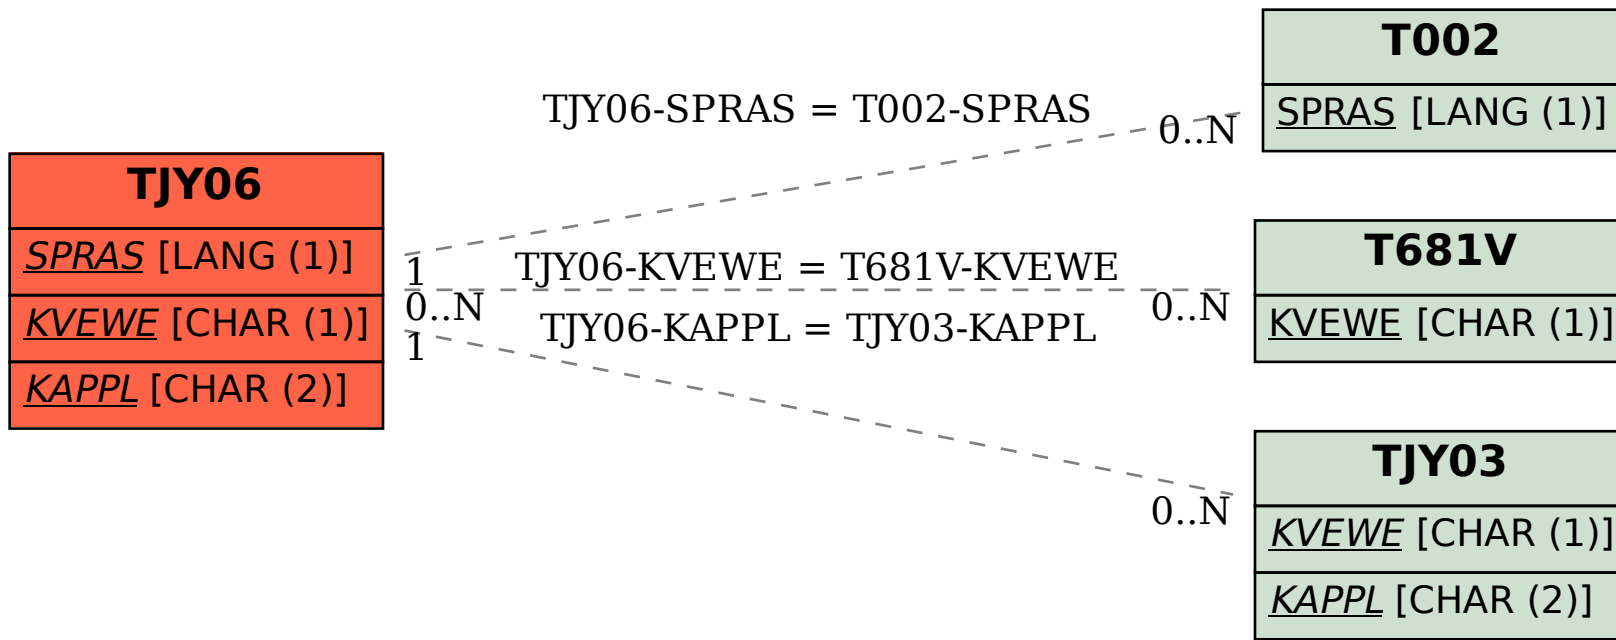 TJY06
SPRAS [LANG (1)]
KVEWE [CHAR (1)]
KAPPL [CHAR (2)]
TJY06-SPRAS = T002-SPRAS
0..N
1
TJY06-KVEWE = T681V-KVEWE
0..N
0..N
TJY06-KAPPL = TJY03-KAPPL
1
0..N
T002
SPRAS [LANG (1)]
T681V
KVEWE [CHAR (1)]
TJY03
KVEWE [CHAR (1)]
KAPPL [CHAR (2)]